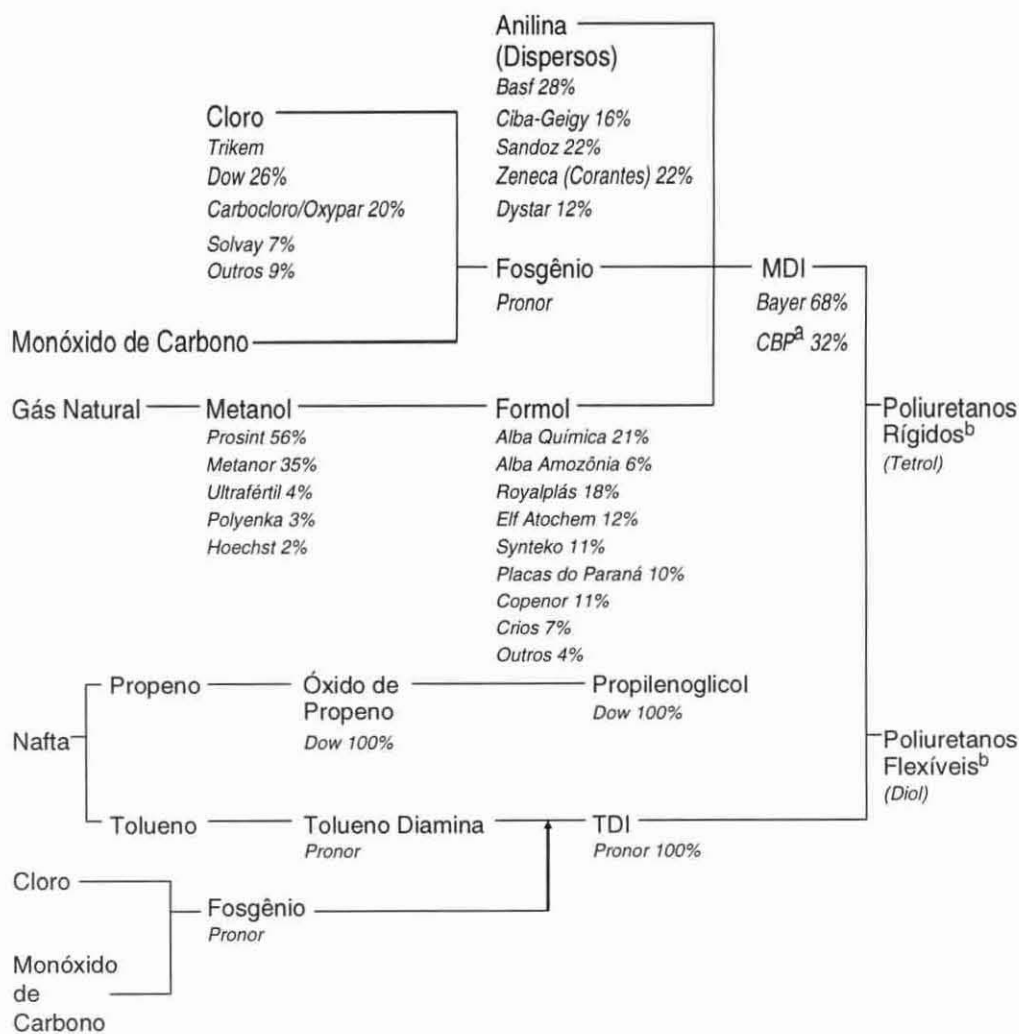 Anilina
(Dispersos)
Basf 28%
Ciba-Geigy 16%
Sandoz 22%
Zeneca (Corantes) 22%
Dystar 12%
Cloro
Trikem
Dow 26%
Carbocloro/Oxypar 20%
Solvay 7%
Outros 9%
Fosgênio
Pronor
MDI
Bayer 68%
CBPa 32%
Monóxido de Carbono
Gás Natural
Metanol
Prosint 56%
Metanor 35%
Ultrafértil 4%
Polyenka 3%
Hoechst 2%
Formol
Alba Química 21%
Alba Amozônia 6%
Royalplás 18%
Elf Atochem 12%
Synteko 11%
Placas do Paraná 10%
Copenor 11%
Crios 7%
Outros 4%
Poliuretanos
Rígidosb
(Tetrol)
Nafta
Propeno
Óxido de
Propeno
Dow 100%
Propilenoglicol
Dow 100%
Poliuretanos
Flexíveisb
(Diol)
Tolueno
Tolueno Diamina
Pronor
TDI
Pronor 100%
Cloro
Fosgênio
Pronor
Monóxido
de
Carbono